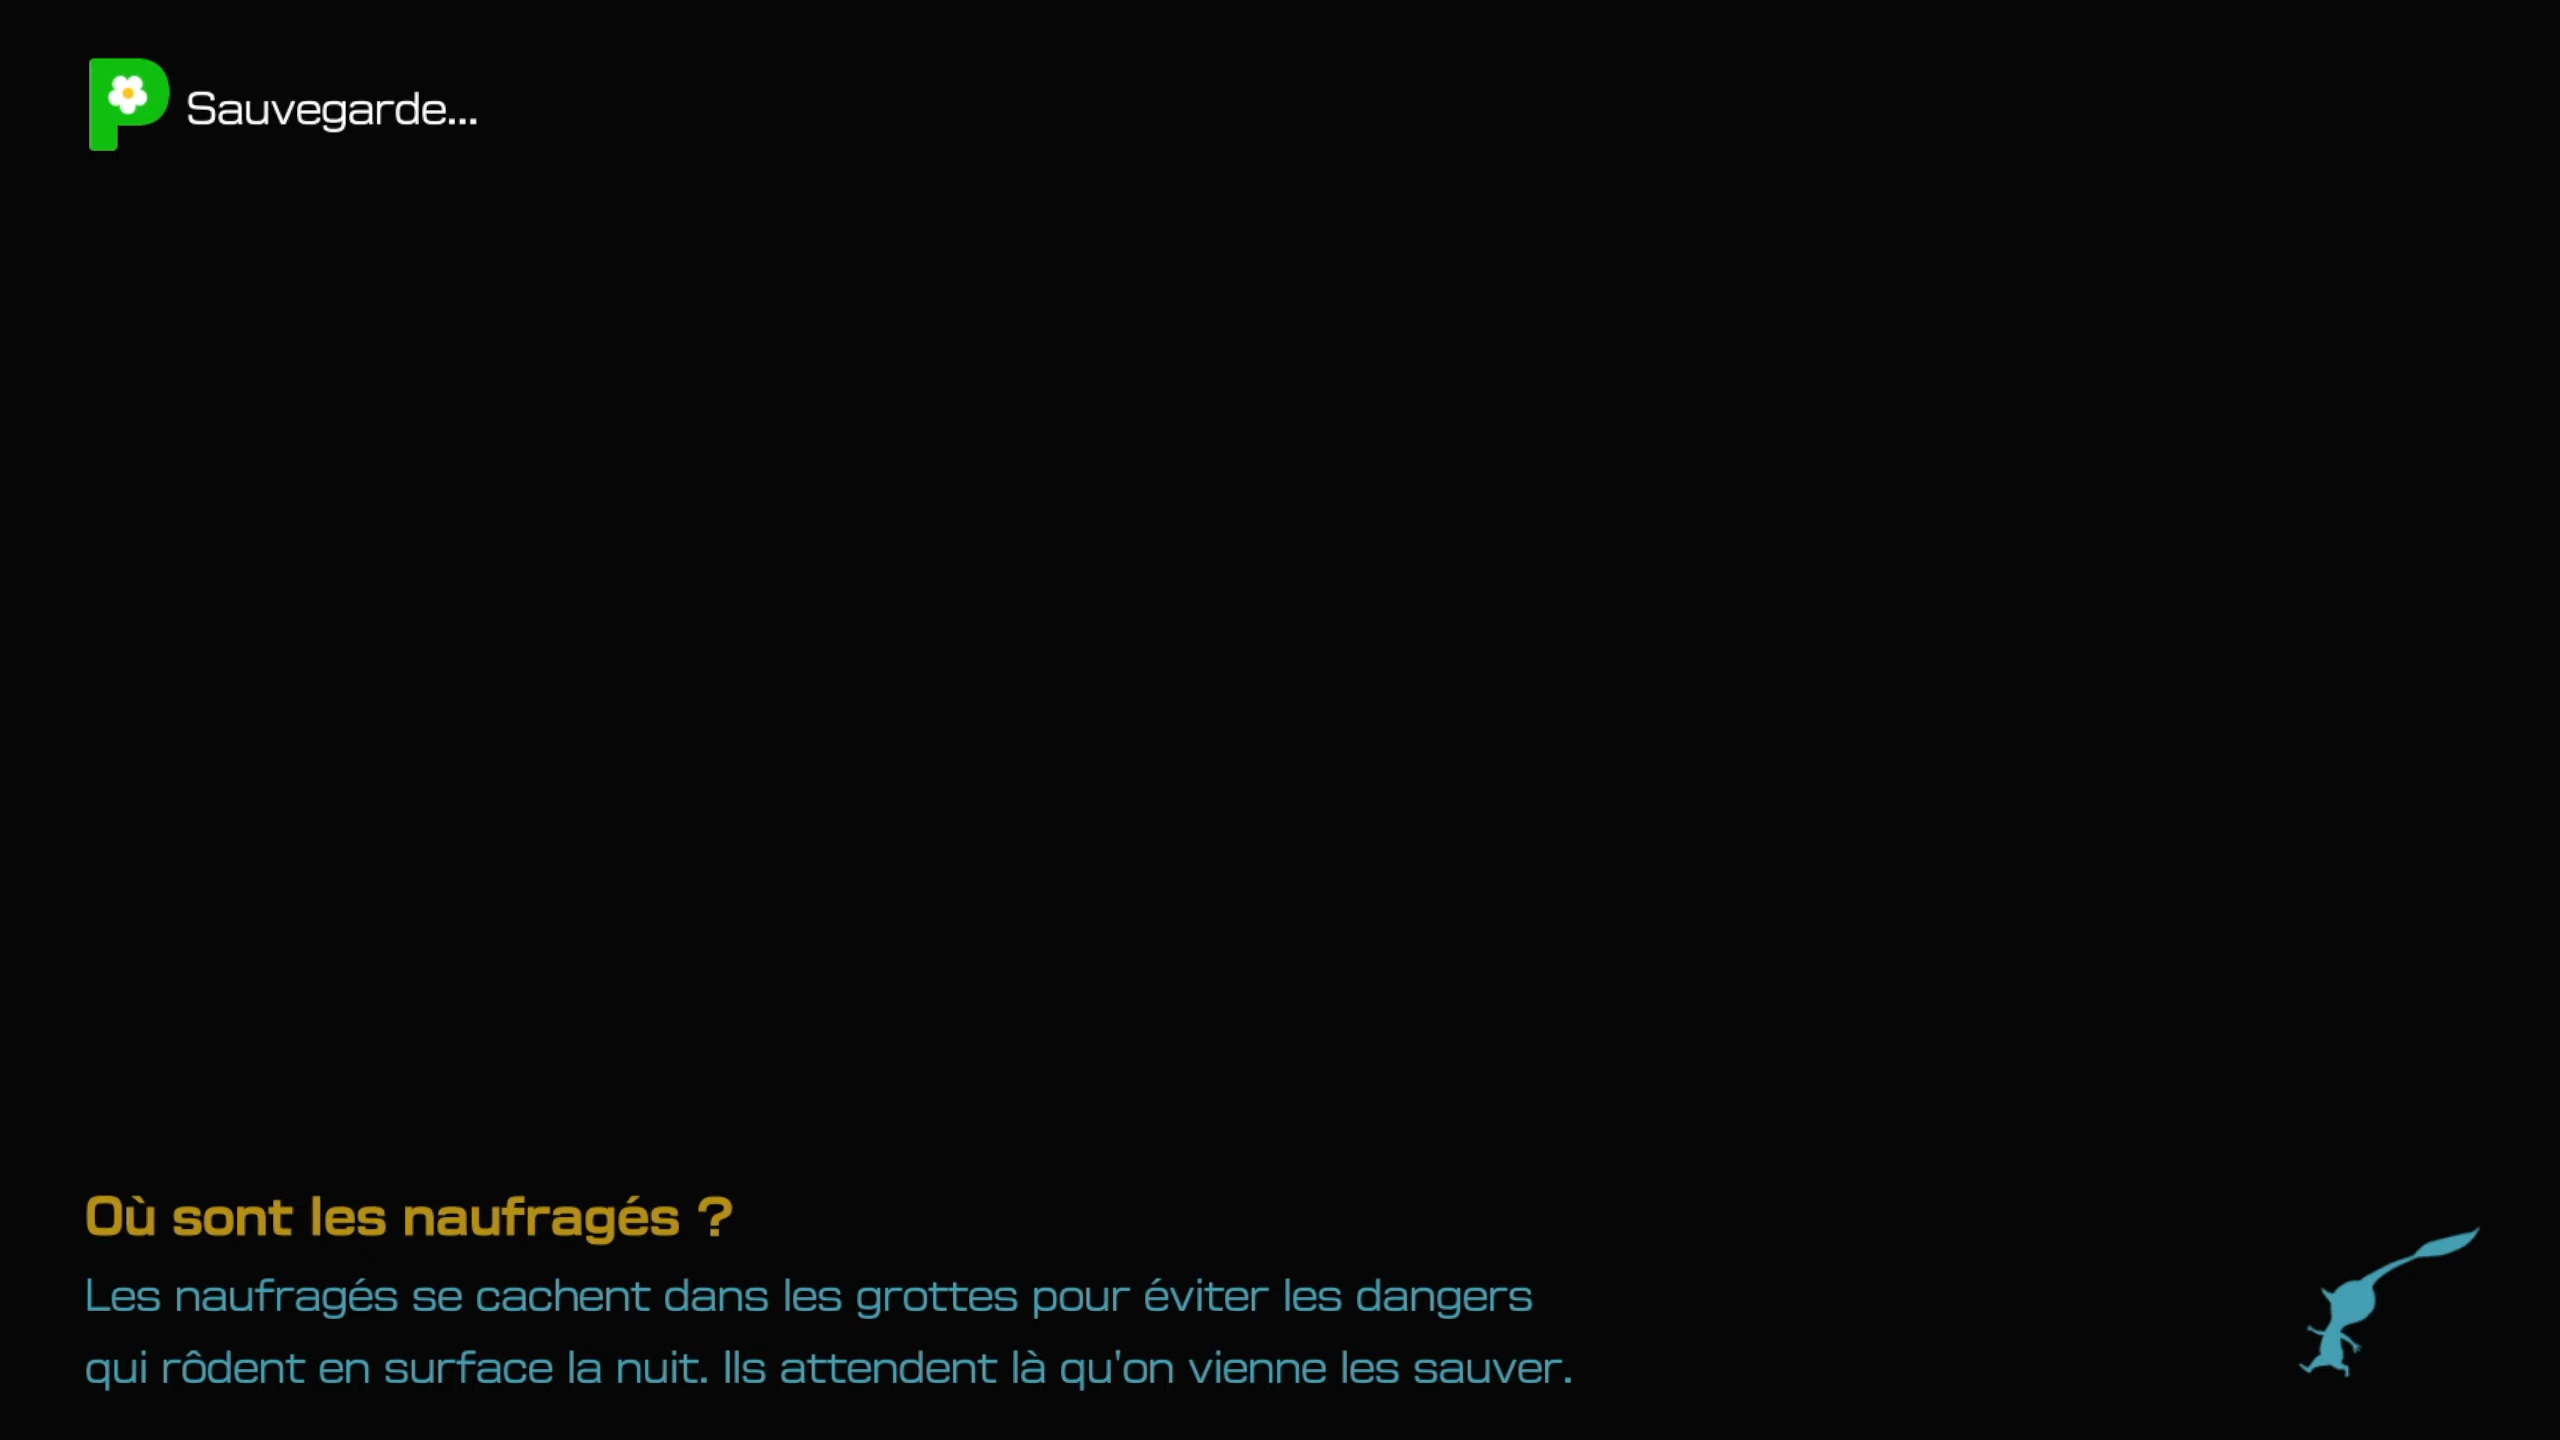 Sauvegarde...
Où sont les naufragés ?
Les naufragés se cachent dans les grottes pour éviter les dangers
qui rôdent en surface la nuit. Ils attendent là qu'on vienne les sauver.